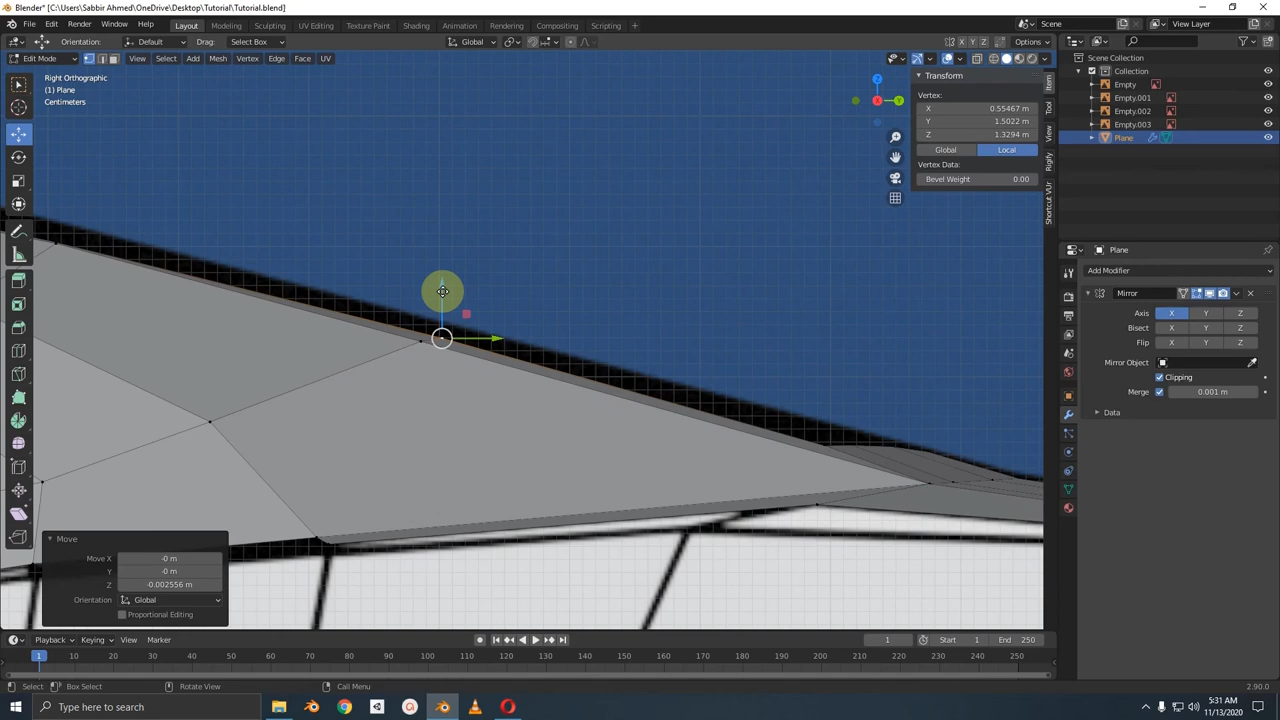 Blender* [C:\Users\Sabbir Ahmed\OneDrive\Desktop\Tutorial\Tutorial.blend]
File Edit Render Window Help Layout Modeling Sculpting UV Editing Texture Paint Shading Animation Rendering Compositing Scripting + Scene View Layer
Orientation: Default Drag: Select Box Global X Y Z Options
Edit Mode View Select Add Mesh Vertex Edge Face UV
Right Orthographic
(1) Plane
Centimeters
Z
Y
X
Transform
Vertex:
X 0.55467 m
Y 1.5022 m
Z 1.3294 m
Global Local
Vertex Data:
Bevel Weight 0.00
Item
Tool
View
Rigify
Shortcut VUr
Scene Collection
Collection
Empty
Empty.001
Empty.002
Empty.003
Plane
Plane
Add Modifier
Mirror
Axis X Y Z
Bisect X Y Z
Flip X Y Z
Mirror Object
Clipping
Merge 0.001 m
Data
Move
Move X -0 m
Y -0 m
Z -0.002556 m
Orientation Global
Proportional Editing
Playback Keying View Marker 1 Start 1 End 250
1 10 20 30 40 50 60 70 80 90 100 110 120 130 140 150 160 170 180 190 200 210 220 230 240 250
Select Box Select Rotate View Call Menu 2.90.0
Type here to search
5:31 AM
11/13/2020